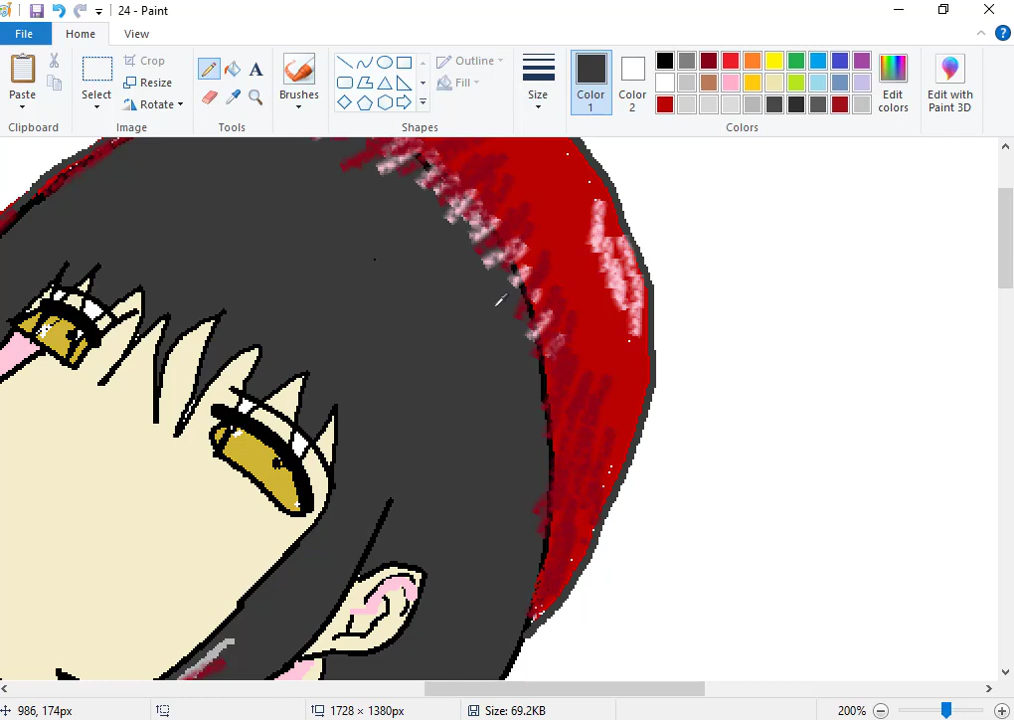 24 - Paint
File Home View
Paste
Clipboard
Select
Crop
Resize
Rotate
Image
A
Tools
Brushes
Outline
Fill
Shapes
Size
Color 1
Color 2
Edit colors
Colors
Edit with Paint 3D
986, 174px
1728 × 1380px
Size: 69.2KB
200%